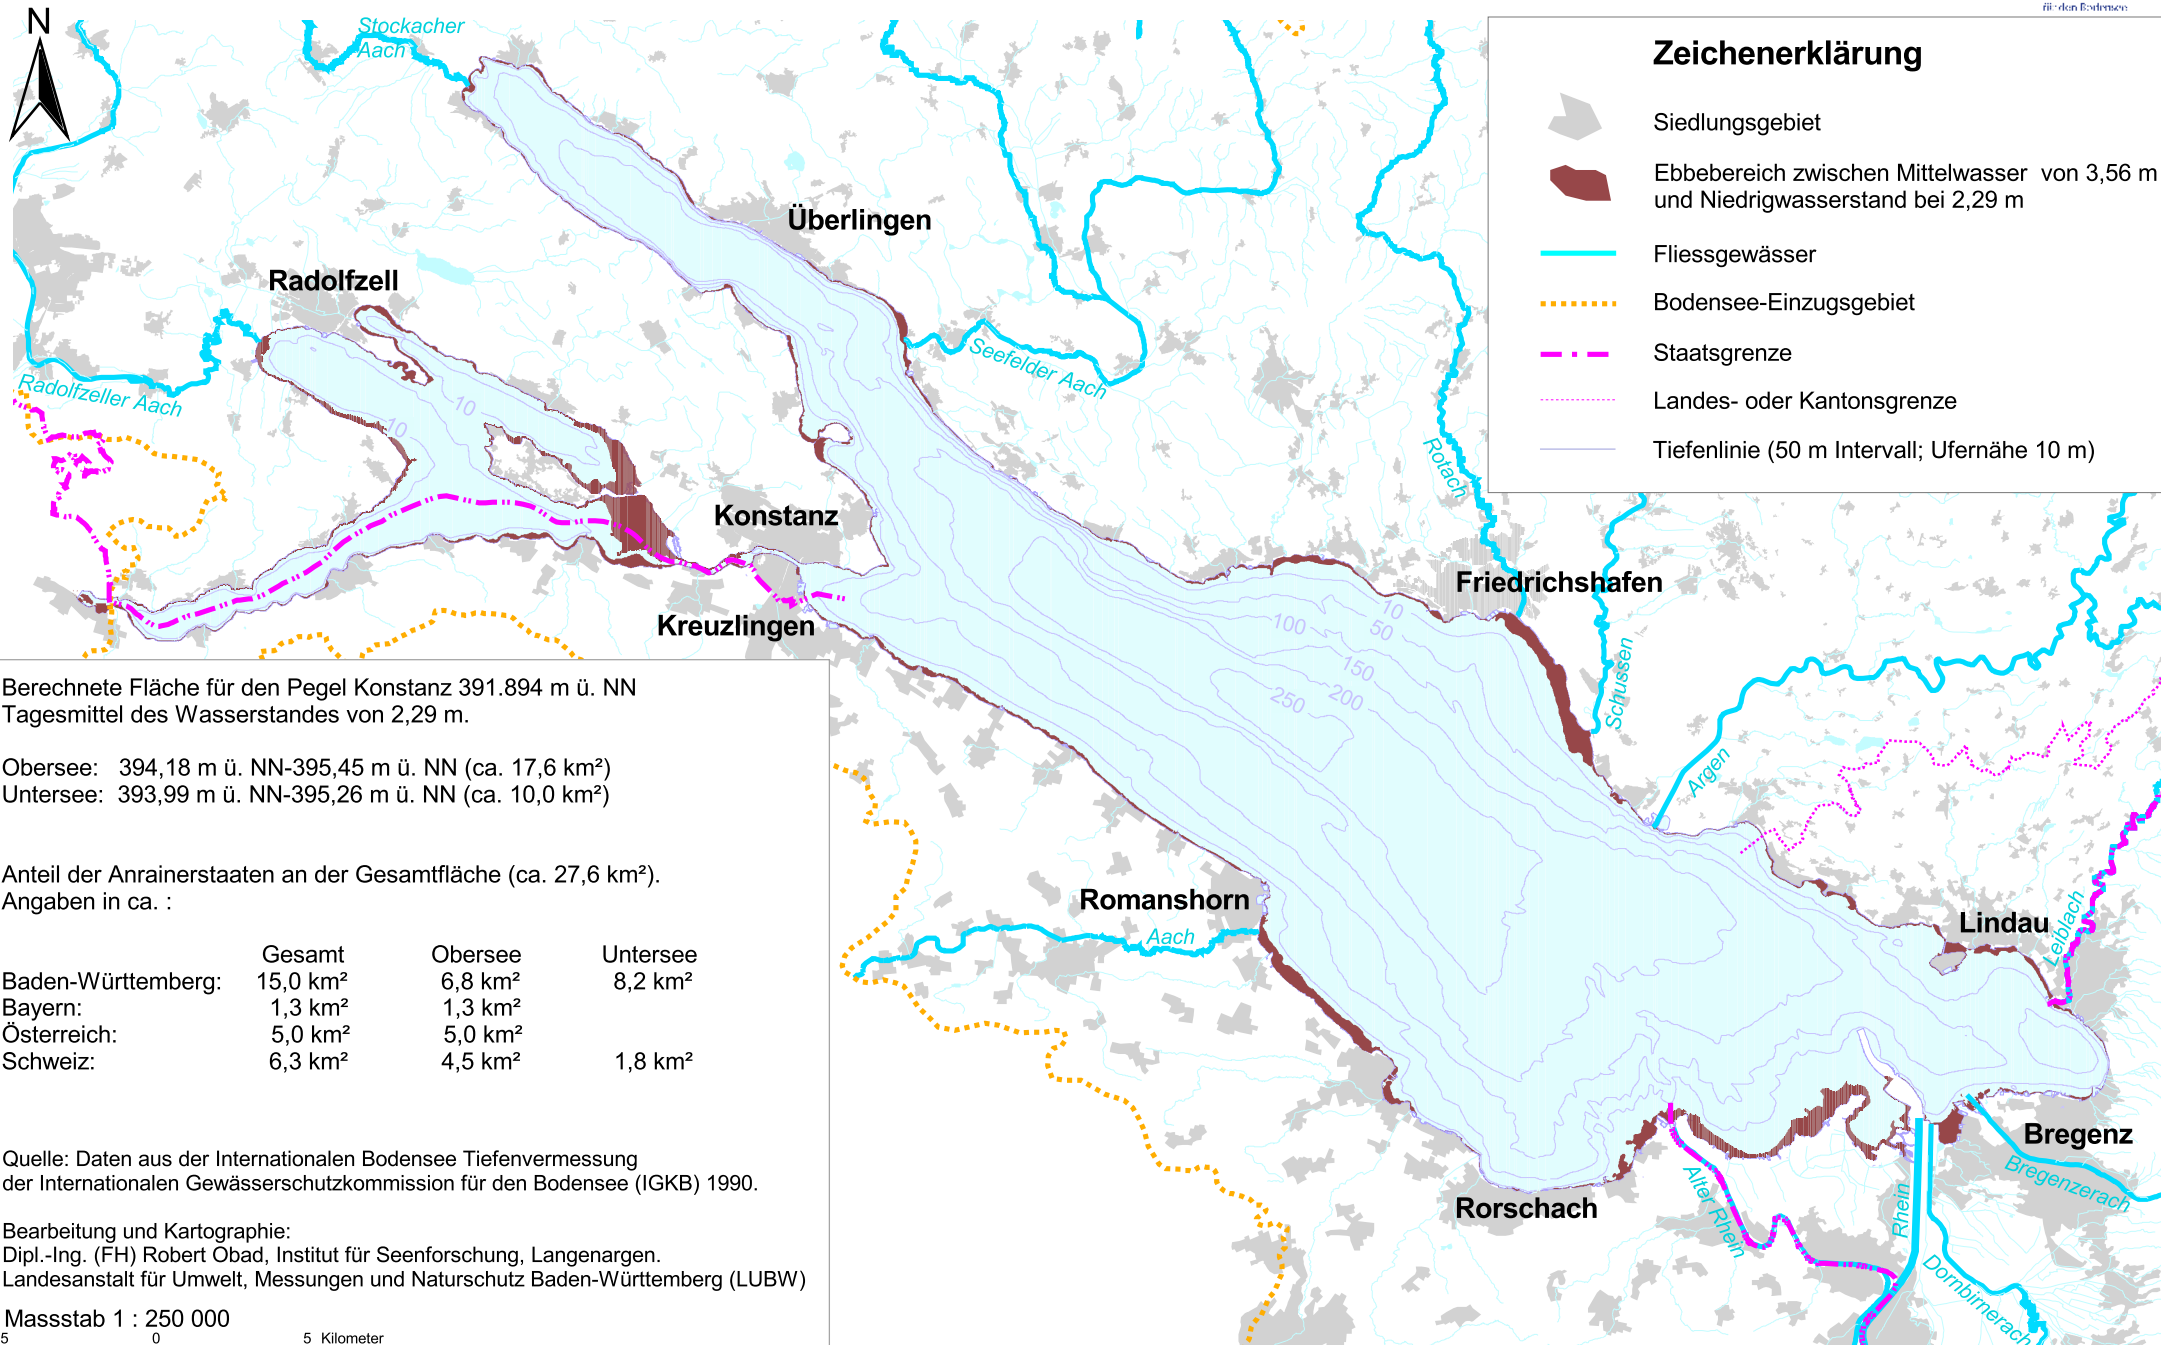 für den Bodensee
N
Stockacher
Aach
Zeichenerklärung
Siedlungsgebiet
Ebbebereich zwischen Mittelwasser von 3,56 m
und Niedrigwasserstand bei 2,29 m
Fliessgewässer
Bodensee-Einzugsgebiet
Staatsgrenze
Landes- oder Kantonsgrenze
Tiefenlinie (50 m Intervall; Ufernähe 10 m)
Überlingen
Radolfzell
Seefelder Aach
Radolfzeller Aach
10
10
Rotach
Konstanz
Friedrichshafen
Kreuzlingen
10
50
100
150
200
250
Schussen
Argen
Romanshorn
Aach
Lindau
Leiblach
Bregenz
Bregenzerach
Rorschach
Alter Rhein
Rhein
Dornbirnerach
Berechnete Fläche für den Pegel Konstanz 391.894 m ü. NN
Tagesmittel des Wasserstandes von 2,29 m.
Obersee: 394,18 m ü. NN-395,45 m ü. NN (ca. 17,6 km²)
Untersee: 393,99 m ü. NN-395,26 m ü. NN (ca. 10,0 km²)
Anteil der Anrainerstaaten an der Gesamtfläche (ca. 27,6 km²).
Angaben in ca. :
Gesamt Obersee Untersee
Baden-Württemberg: 15,0 km² 6,8 km² 8,2 km²
Bayern: 1,3 km² 1,3 km²
Österreich: 5,0 km² 5,0 km²
Schweiz: 6,3 km² 4,5 km² 1,8 km²
Quelle: Daten aus der Internationalen Bodensee Tiefenvermessung
der Internationalen Gewässerschutzkommission für den Bodensee (IGKB) 1990.
Bearbeitung und Kartographie:
Dipl.-Ing. (FH) Robert Obad, Institut für Seenforschung, Langenargen.
Landesanstalt für Umwelt, Messungen und Naturschutz Baden-Württemberg (LUBW)
Massstab 1 : 250 000
5 0 5 Kilometer